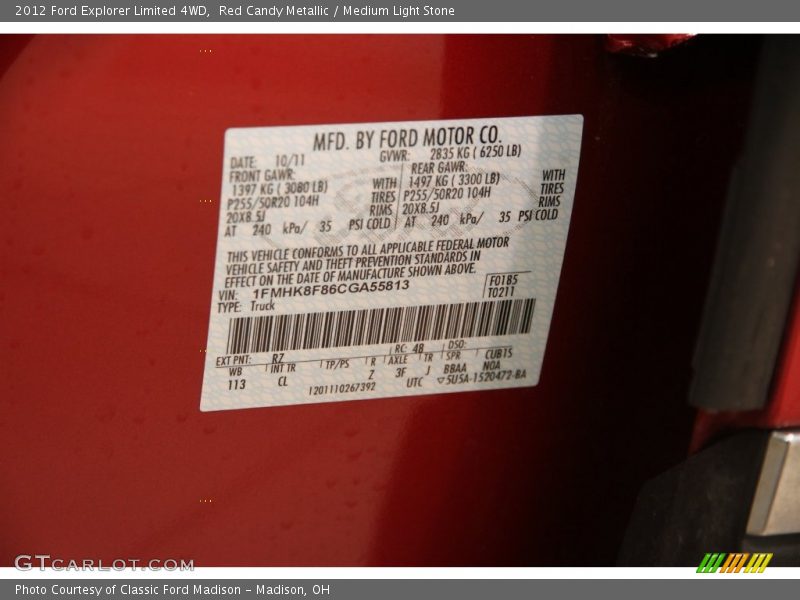 2012 Ford Explorer Limited 4WD,  Red Candy Metallic / Medium Light Stone
MFD. BY FORD MOTOR CO.
DATE: 10/11 GVWR: 2835 KG ( 6250 LB)
FRONT GAWR: REAR GAWR:
1397 KG ( 3080 LB) WITH 1497 KG ( 3300 LB) WITH
P255/50R20 104H TIRES P255/50R20 104H TIRES
20X8.5J RIMS 20X8.5J RIMS
AT 240 kPa/ 35 PSI COLD AT 240 kPa/ 35 PSI COLD
THIS VEHICLE CONFORMS TO ALL APPLICABLE FEDERAL MOTOR
VEHICLE SAFETY AND THEFT PREVENTION STANDARDS IN
EFFECT ON THE DATE OF MANUFACTURE SHOWN ABOVE.
VIN: 1FMHK8F86CGA55813 F0185
TYPE: Truck T0211
EXT PNT: RZ RC: 48 DSO:
WB INT TR TP/PS R AXLE TR SPR CUBTS
113 CL Z 3F J BBAA NOA
1201110267392 UTC ▽5U5A-1520472-BA
GTCARLOT.COM
Photo Courtesy of Classic Ford Madison - Madison, OH